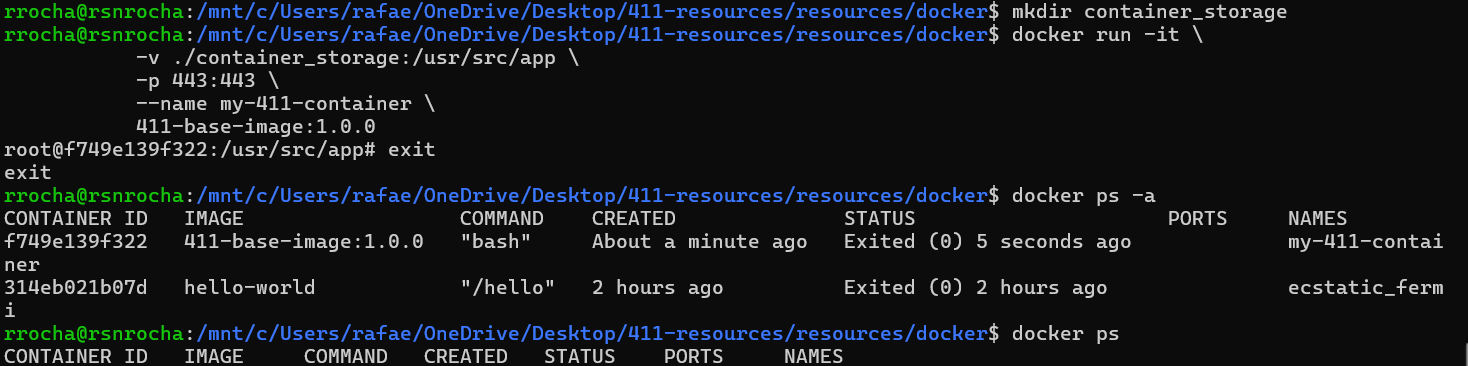 rrocha@rsnrocha:/mnt/c/Users/rafae/OneDrive/Desktop/411-resources/resources/docker$ mkdir container_storage
rrocha@rsnrocha:/mnt/c/Users/rafae/OneDrive/Desktop/411-resources/resources/docker$ docker run -it \
           -v ./container_storage:/usr/src/app \
           -p 443:443 \
           --name my-411-container \
           411-base-image:1.0.0
root@f749e139f322:/usr/src/app# exit
exit
rrocha@rsnrocha:/mnt/c/Users/rafae/OneDrive/Desktop/411-resources/resources/docker$ docker ps -a
CONTAINER ID   IMAGE                  COMMAND    CREATED              STATUS                     PORTS     NAMES
f749e139f322   411-base-image:1.0.0   "bash"     About a minute ago   Exited (0) 5 seconds ago             my-411-contai
ner
314eb021b07d   hello-world            "/hello"   2 hours ago          Exited (0) 2 hours ago               ecstatic_ferm
i
rrocha@rsnrocha:/mnt/c/Users/rafae/OneDrive/Desktop/411-resources/resources/docker$ docker ps
CONTAINER ID   IMAGE     COMMAND   CREATED   STATUS    PORTS     NAMES